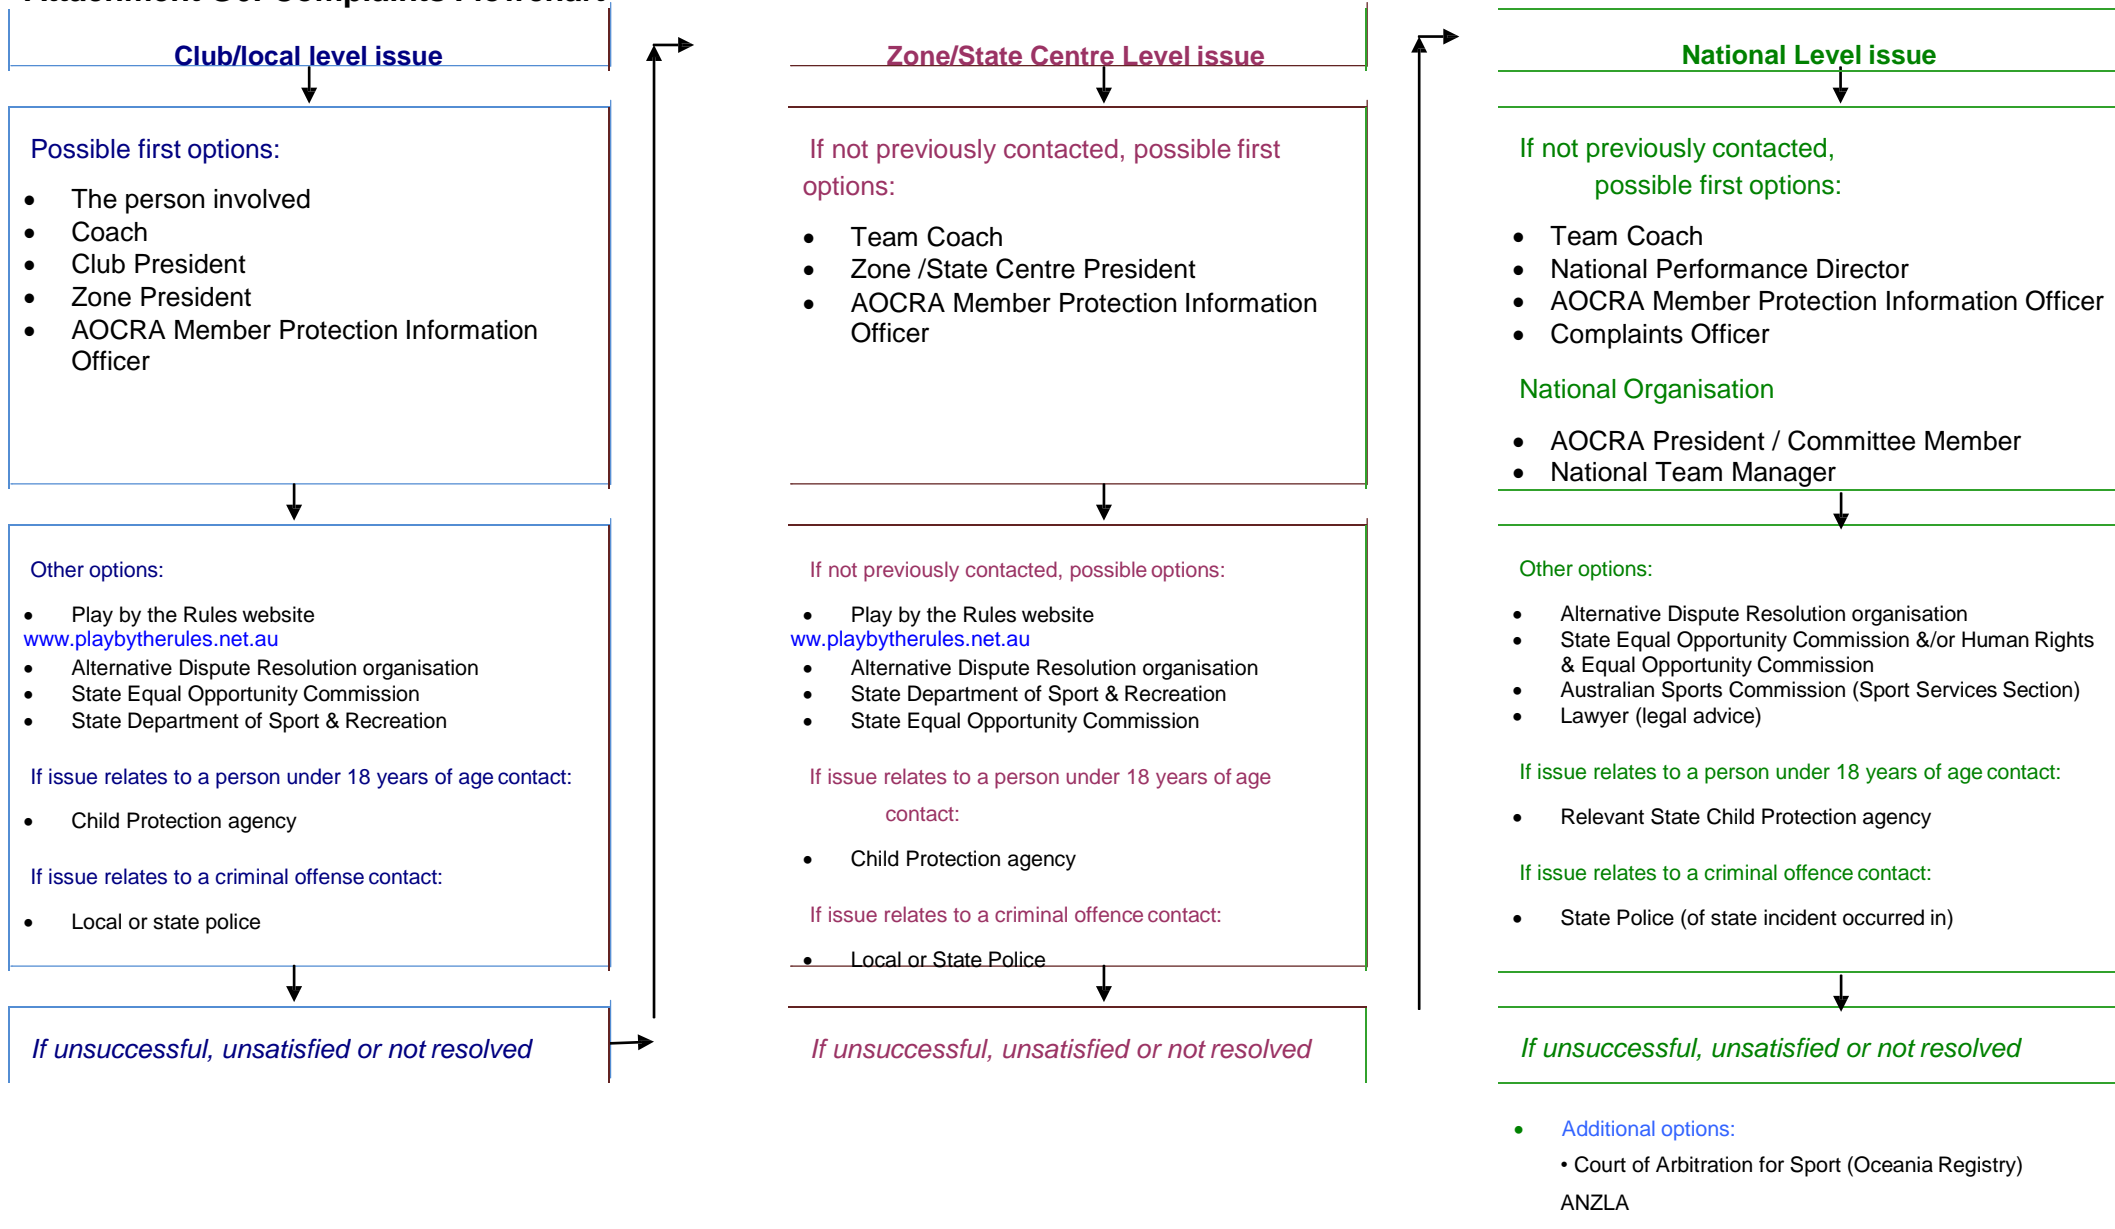 Club/local level issue
Possible first options:
• The person involved
• Coach
• Club President
• Zone President
• AOCRA Member Protection Information
Officer
Other options:
• Play by the Rules website
www.playbytherules.net.au
• Alternative Dispute Resolution organisation
• State Equal Opportunity Commission
• State Department of Sport & Recreation
If issue relates to a person under 18 years of age contact:
• Child Protection agency
If issue relates to a criminal offense contact:
• Local or state police
If unsuccessful, unsatisfied or not resolved
Zone/State Centre Level issue
If not previously contacted, possible first
options:
• Team Coach
• Zone /State Centre President
• AOCRA Member Protection Information
Officer
If not previously contacted, possible options:
• Play by the Rules website
ww.playbytherules.net.au
• Alternative Dispute Resolution organisation
• State Department of Sport & Recreation
• State Equal Opportunity Commission
If issue relates to a person under 18 years of age
contact:
• Child Protection agency
If issue relates to a criminal offence contact:
• Local or State Police
If unsuccessful, unsatisfied or not resolved
National Level issue
If not previously contacted,
possible first options:
• Team Coach
• National Performance Director
• AOCRA Member Protection Information Officer
• Complaints Officer
National Organisation
• AOCRA President / Committee Member
• National Team Manager
Other options:
• Alternative Dispute Resolution organisation
• State Equal Opportunity Commission &/or Human Rights
& Equal Opportunity Commission
• Australian Sports Commission (Sport Services Section)
• Lawyer (legal advice)
If issue relates to a person under 18 years of age contact:
• Relevant State Child Protection agency
If issue relates to a criminal offence contact:
• State Police (of state incident occurred in)
If unsuccessful, unsatisfied or not resolved
• Additional options:
• Court of Arbitration for Sport (Oceania Registry)
ANZLA